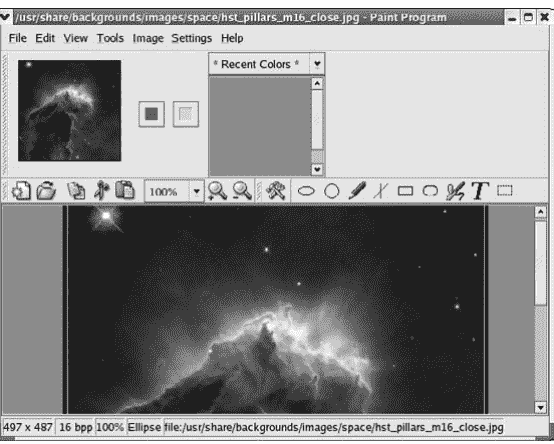 /usr/share/backgrounds/images/space/hst_pillars_m16_close.jpg - Paint Program
File Edit View Tools Image Settings Help
* Recent Colors *
100%
T
497 x 487 16 bpp 100% Ellipse file:/usr/share/backgrounds/images/space/hst_pillars_m16_close.jpg